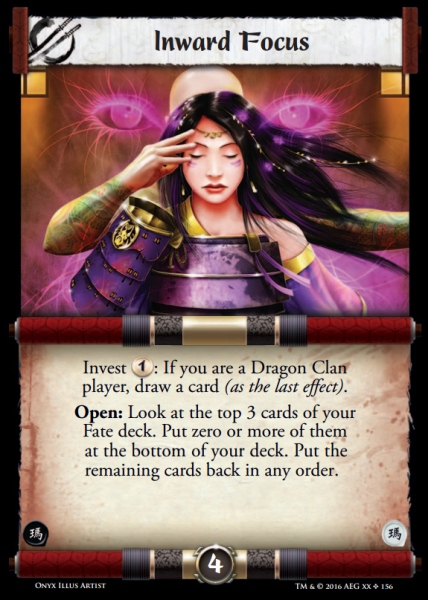 Inward Focus
Invest 1: If you are a Dragon Clan
player, draw a card (as the last effect).
Open: Look at the top 3 cards of your
Fate deck. Put zero or more of them
at the bottom of your deck. Put the
remaining cards back in any order.
瑪
瑪
4
Onyx Illus Artist
TM & © 2016 AEG XX ❖ 156